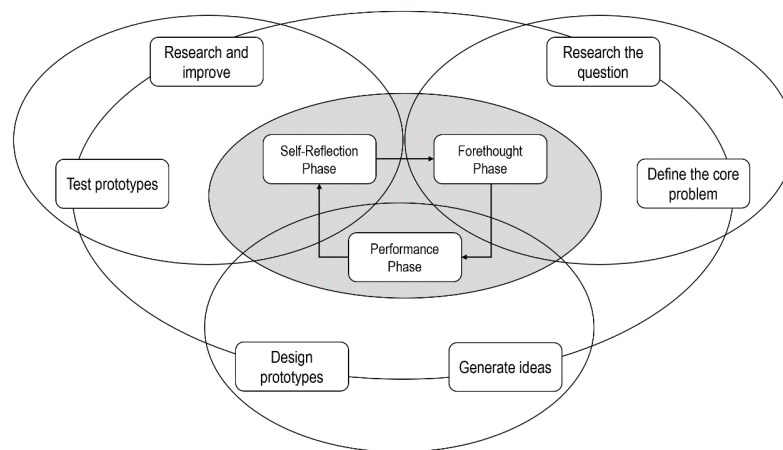 Research and
improve
Research the
question
Self-Reflection
Phase
Forethought
Phase
Test prototypes
Define the core
problem
Performance
Phase
Design
prototypes
Generate ideas